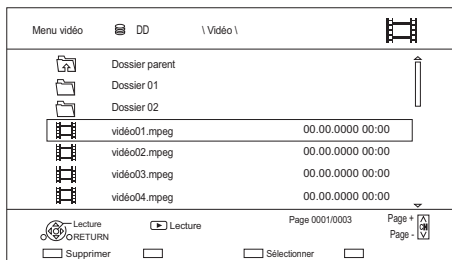 Menu vidéo DD \ Vidéo \
Dossier parent
Dossier 01
Dossier 02
vidéo01.mpeg 00.00.0000 00:00
vidéo02.mpeg 00.00.0000 00:00
vidéo03.mpeg 00.00.0000 00:00
vidéo04.mpeg 00.00.0000 00:00
Lecture Lecture Page 0001/0003 Page + CH
RETURN Page -
Supprimer Sélectionner